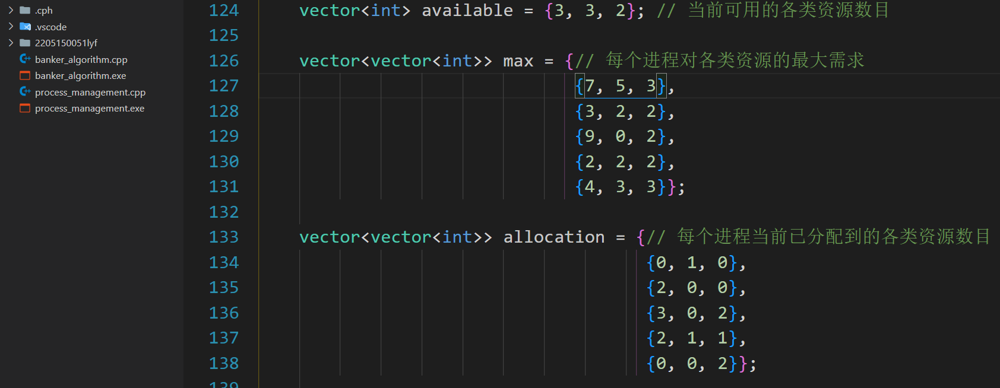 .cph
.vscode
2205150051lyf
banker_algorithm.cpp
banker_algorithm.exe
process_management.cpp
process_management.exe
124 vector<int> available = {3, 3, 2}; // 当前可用的各类资源数目
125
126 vector<vector<int>> max = {// 每个进程对各类资源的最大需求
127 {7, 5, 3},
128 {3, 2, 2},
129 {9, 0, 2},
130 {2, 2, 2},
131 {4, 3, 3}};
132
133 vector<vector<int>> allocation = {// 每个进程当前已分配到的各类资源数目
134 {0, 1, 0},
135 {2, 0, 0},
136 {3, 0, 2},
137 {2, 1, 1},
138 {0, 0, 2}};
139